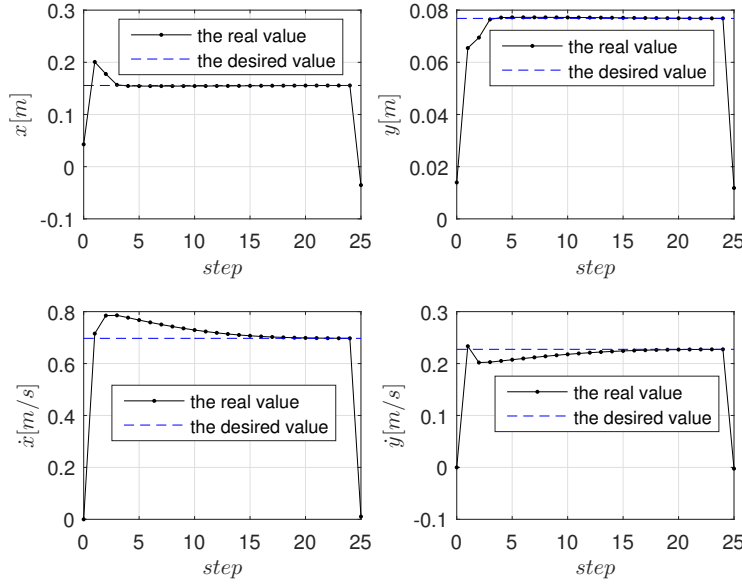 0.3
0.2
0.1
0
-0.1
x[m]
the real value
the desired value
0 5 10 15 20 25
step
0.08
0.06
0.04
0.02
0
y[m]
the real value
the desired value
0 5 10 15 20 25
step
0.8
0.6
0.4
0.2
0
ẋ[m/s]
the real value
the desired value
0 5 10 15 20 25
step
0.3
0.2
0.1
0
-0.1
ẏ[m/s]
the real value
the desired value
0 5 10 15 20 25
step